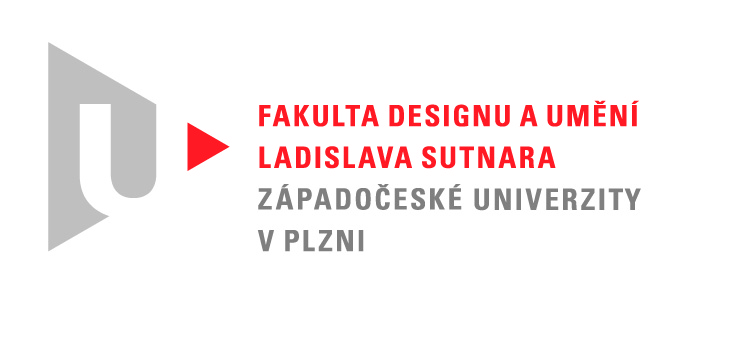 FAKULTA DESIGNU A UMĚNÍ
LADISLAVA SUTNARA
ZÁPADOČESKÉ UNIVERZITY
V PLZNI